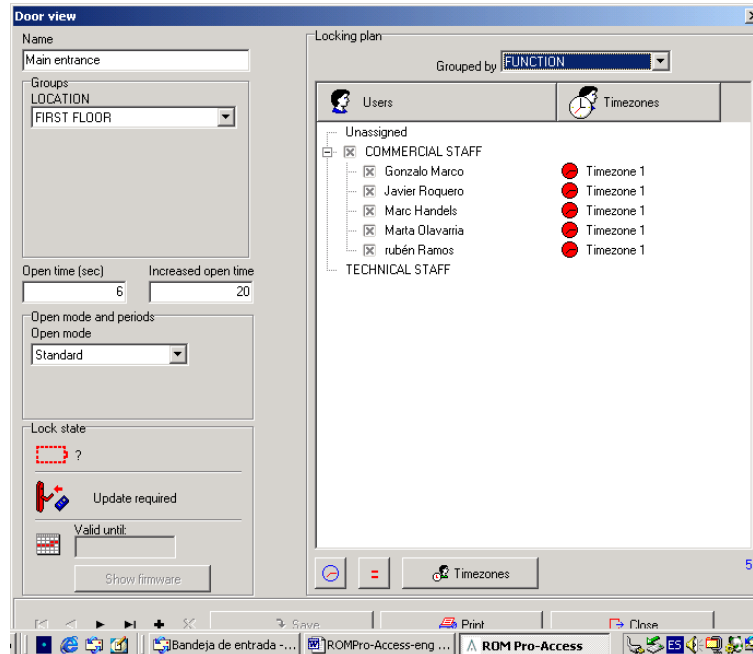 Door view
Name
Main entrance
Groups
LOCATION
FIRST FLOOR
Open time (sec)
Increased open time
6
20
Open mode and periods
Open mode
Standard
Lock state
?
Update required
Valid until:
Show firmware
Locking plan
Grouped by FUNCTION
Users
Timezones
Unassigned
COMMERCIAL STAFF
Gonzalo Marco Timezone 1
Javier Roquero Timezone 1
Marc Handels Timezone 1
Marta Olavarria Timezone 1
rubén Ramos Timezone 1
TECHNICAL STAFF
= Timezones
5
Save Print Close
Bandeja de entrada -... ROMPro-Access-eng ... ROM Pro-Access ES